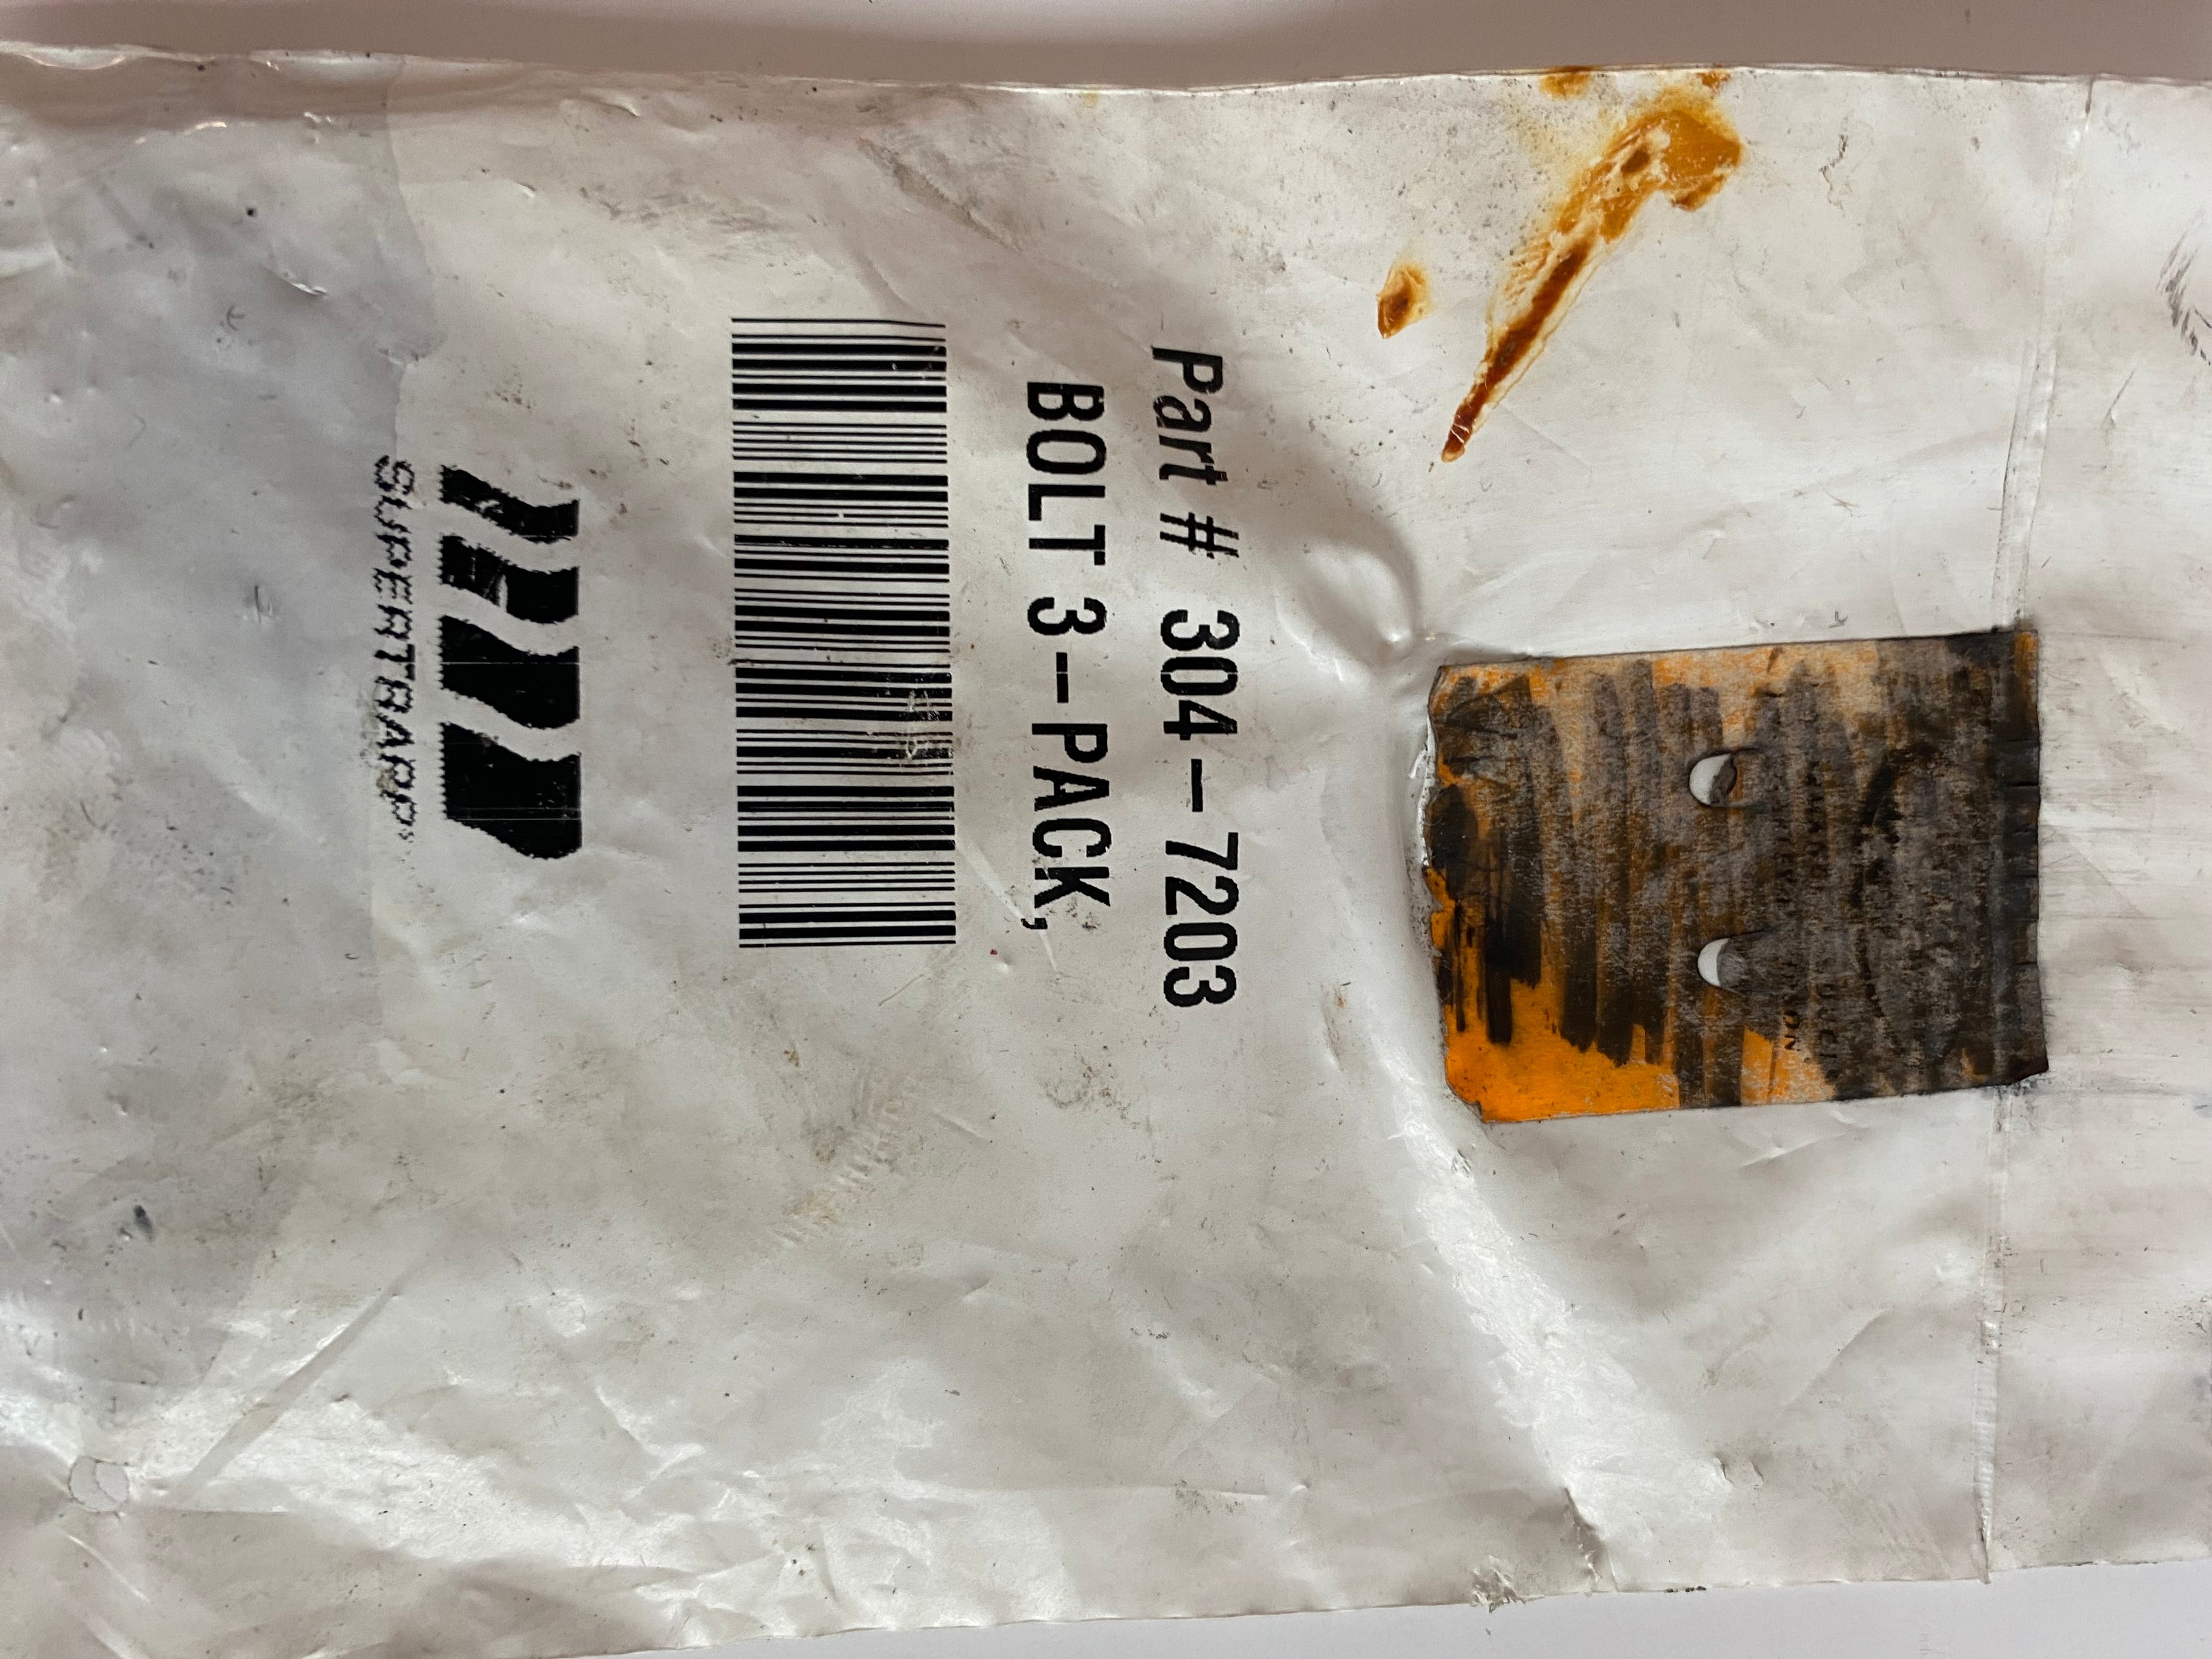 Part # 304-7203
BOLT 3-PACK,
SUPERTRAPP